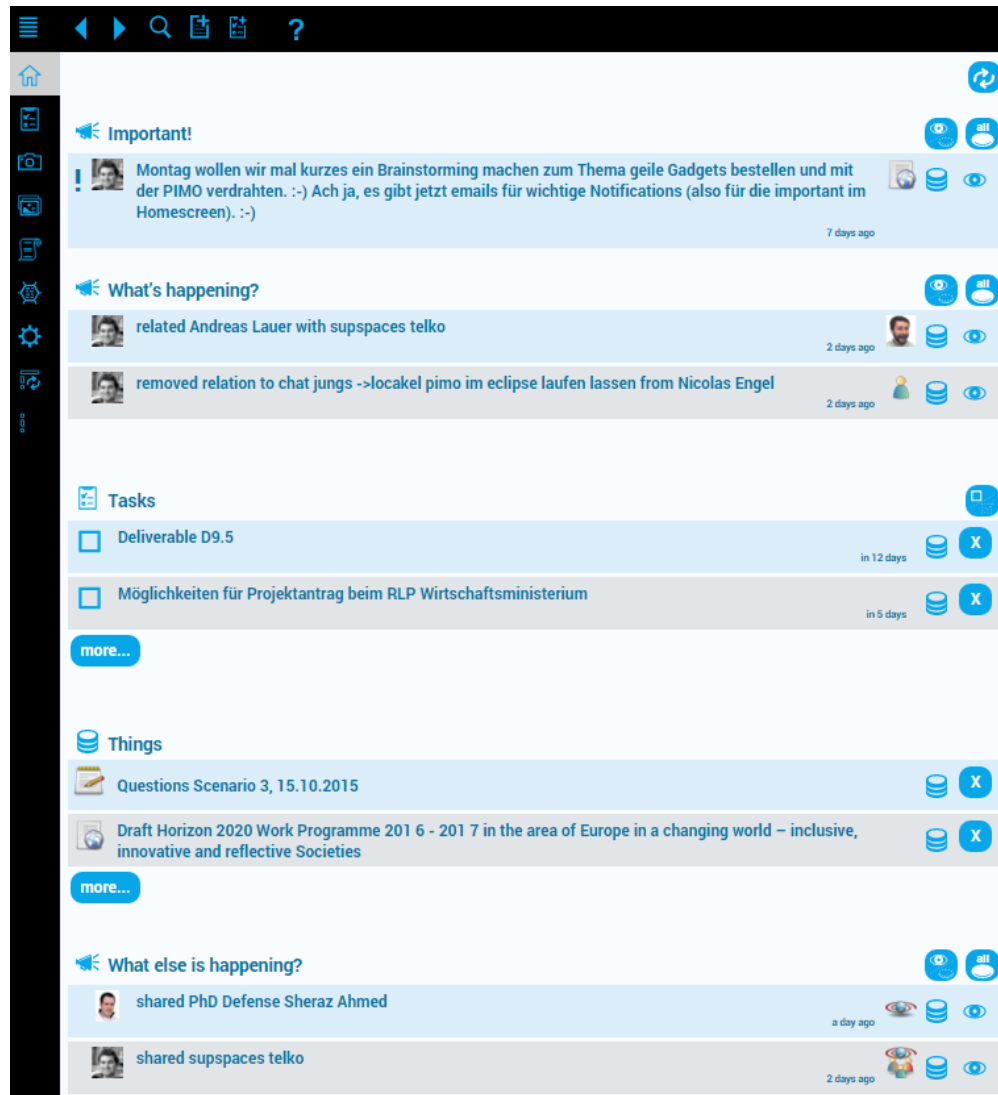 ?
Important!
all
! Montag wollen wir mal kurzes ein Brainstorming machen zum Thema geile Gadgets bestellen und mit
der PIMO verdrahten. :-) Ach ja, es gibt jetzt emails für wichtige Notifications (also für die important im
Homescreen). :-)
7 days ago
What's happening?
all
related Andreas Lauer with supspaces telko
2 days ago
removed relation to chat jungs ->locakel pimo im eclipse laufen lassen from Nicolas Engel
2 days ago
Tasks
Deliverable D9.5
in 12 days
X
Möglichkeiten für Projektantrag beim RLP Wirtschaftsministerium
in 5 days
X
more...
Things
Questions Scenario 3, 15.10.2015
X
Draft Horizon 2020 Work Programme 201 6 - 201 7 in the area of Europe in a changing world – inclusive,
innovative and reflective Societies
X
more...
What else is happening?
all
shared PhD Defense Sheraz Ahmed
a day ago
shared supspaces telko
2 days ago